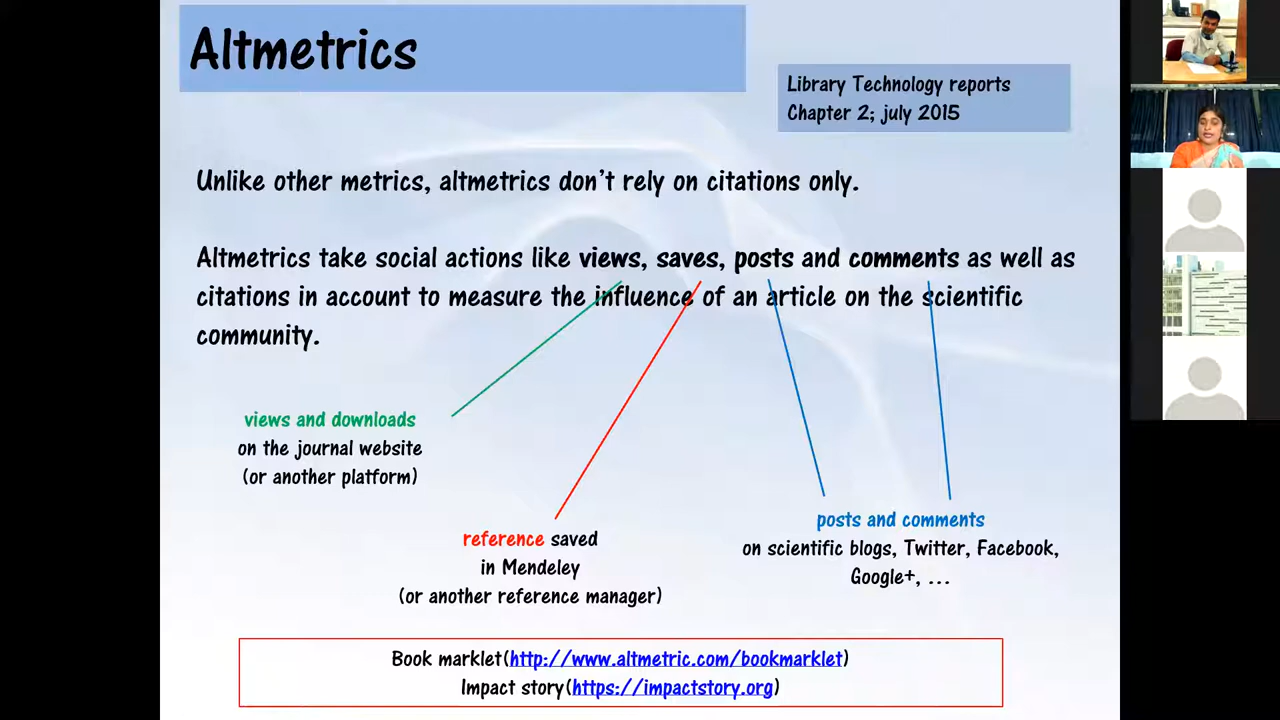 Altmetrics
Library Technology reports
Chapter 2; july 2015
Unlike other metrics, altmetrics don't rely on citations only.
Altmetrics take social actions like views, saves, posts and comments as well as
citations in account to measure the influence of an article on the scientific
community.
views and downloads
on the journal website
(or another platform)
reference saved
in Mendeley
(or another reference manager)
posts and comments
on scientific blogs, Twitter, Facebook,
Google+, ...
Book marklet(http://www.altmetric.com/bookmarklet)
Impact story(https://impactstory.org)